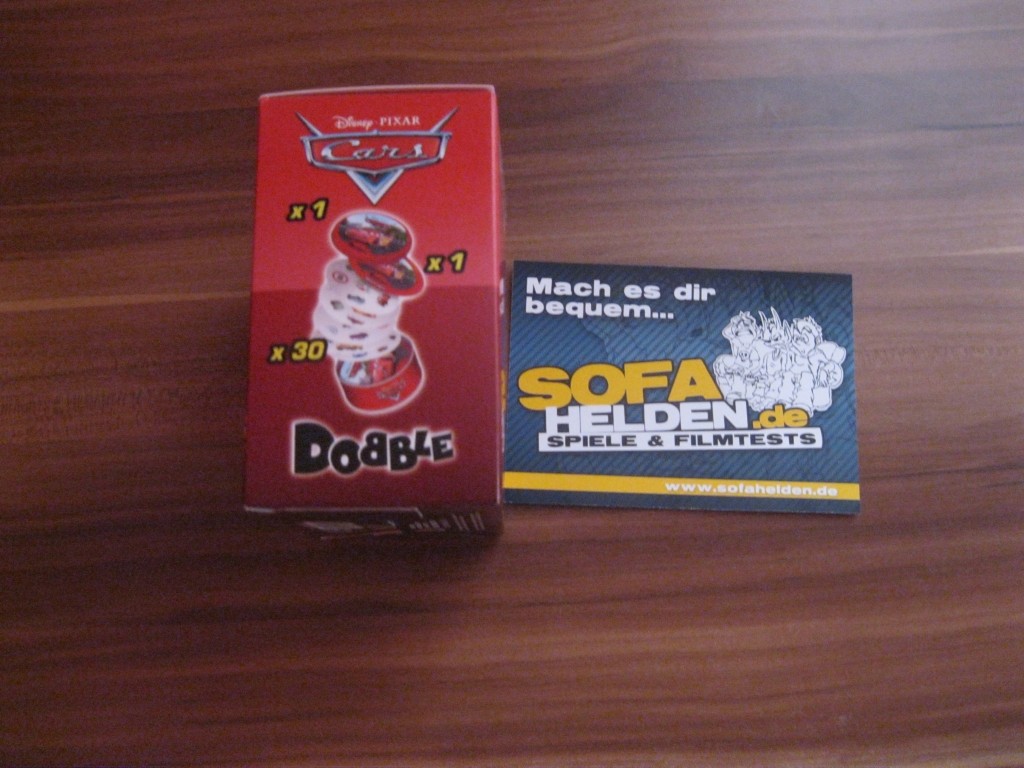 Disney · PIXAR
Cars
x 1
x 1
x 30
DOBBLE
Mach es dir
bequem...
SOFA
HELDEN.de
SPIELE & FILMTESTS
www.sofahelden.de